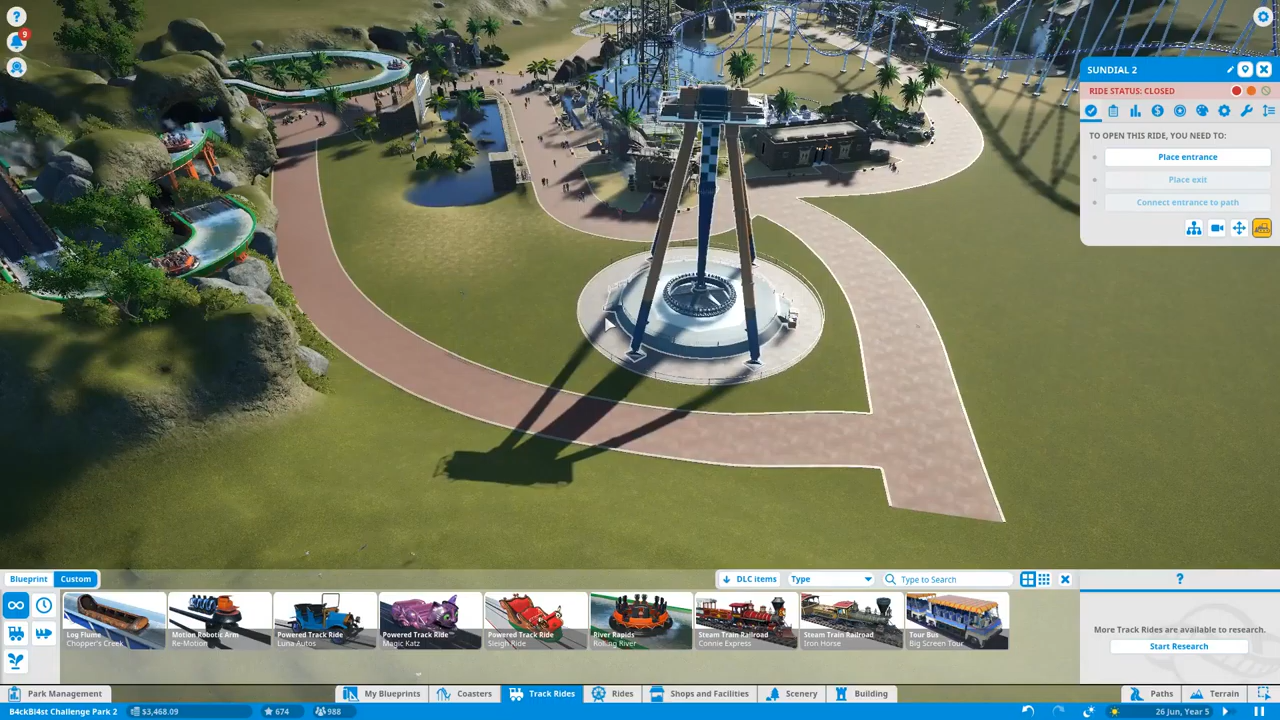 ?
9
SUNDIAL 2
RIDE STATUS: CLOSED
TO OPEN THIS RIDE, YOU NEED TO:
Place entrance
Place exit
Connect entrance to path
Blueprint
Custom
DLC items
Type
Type to Search
?
Log Flume
Chopper's Creek
Motion Robotic Arm
Re-Motion
Powered Track Ride
Luna Autos
Powered Track Ride
Magic Katz
Powered Track Ride
Sleigh Ride
River Rapids
Rolling River
Steam Train Railroad
Connie Express
Steam Train Railroad
Iron Horse
Tour Bus
Big Screen Tour
More Track Rides are available to research.
Start Research
Park Management
My Blueprints
Coasters
Track Rides
Rides
Shops and Facilities
Scenery
Building
Paths
Terrain
B4ckBl4st Challenge Park 2
$3,468.09
674
988
26 Jun, Year 5